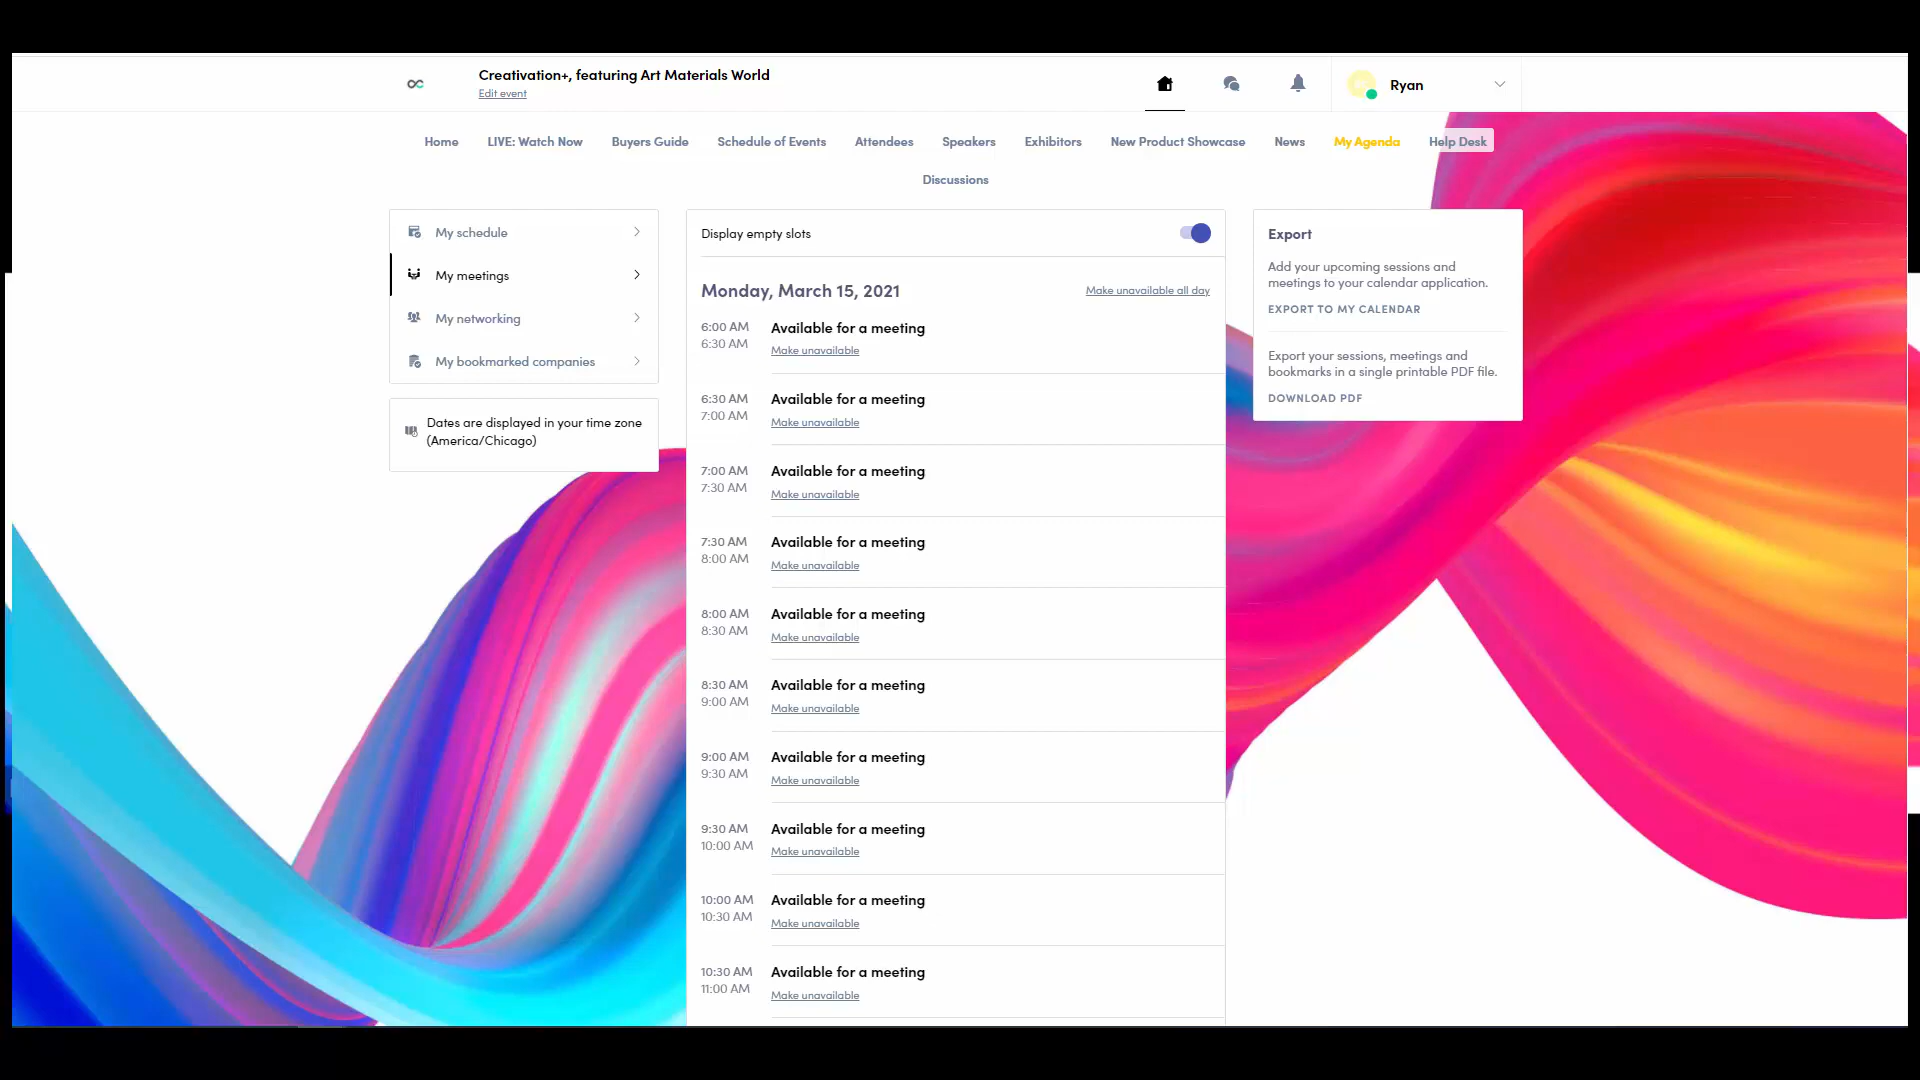 Creativation+, featuring Art Materials World
Edit event
Ryan
Home
LIVE: Watch Now
Buyers Guide
Schedule of Events
Attendees
Speakers
Exhibitors
New Product Showcase
News
My Agenda
Help Desk
Discussions
My schedule
My meetings
My networking
My bookmarked companies
Dates are displayed in your time zone
(America/Chicago)
Display empty slots
Monday, March 15, 2021
Make unavailable all day
6:00 AM
6:30 AM
Available for a meeting
Make unavailable
6:30 AM
7:00 AM
Available for a meeting
Make unavailable
7:00 AM
7:30 AM
Available for a meeting
Make unavailable
7:30 AM
8:00 AM
Available for a meeting
Make unavailable
8:00 AM
8:30 AM
Available for a meeting
Make unavailable
8:30 AM
9:00 AM
Available for a meeting
Make unavailable
9:00 AM
9:30 AM
Available for a meeting
Make unavailable
9:30 AM
10:00 AM
Available for a meeting
Make unavailable
10:00 AM
10:30 AM
Available for a meeting
Make unavailable
10:30 AM
11:00 AM
Available for a meeting
Make unavailable
Export
Add your upcoming sessions and
meetings to your calendar application.
EXPORT TO MY CALENDAR
Export your sessions, meetings and
bookmarks in a single printable PDF file.
DOWNLOAD PDF